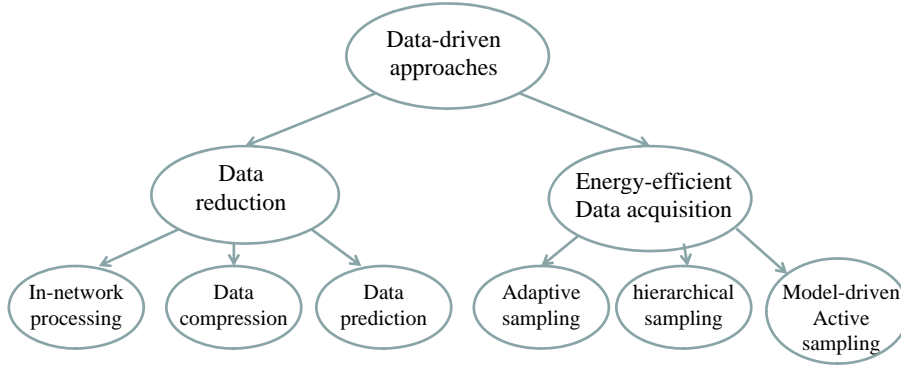 Data-driven
approaches
Data
reduction
Energy-efficient
Data acquisition
In-network
processing
Data
compression
Data
prediction
Adaptive
sampling
hierarchical
sampling
Model-driven
Active
sampling